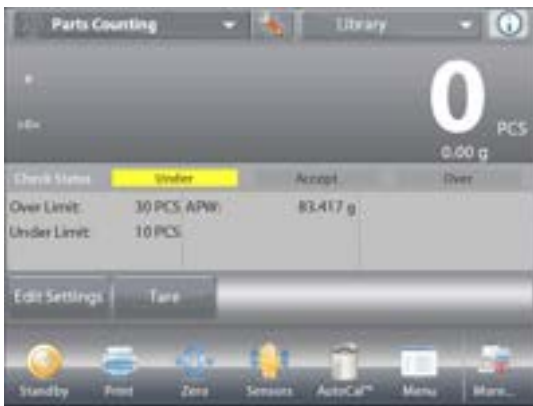 Parts Counting
Library
*
>0<
0
PCS
0.00 g
Check Status
Under
Accept
Over
Over Limit: 30 PCS APW: 83.417 g
Under Limit: 10 PCS
Edit Settings
Tare
Standby
Print
Zero
Sensors
AutoCal™
Menu
More...